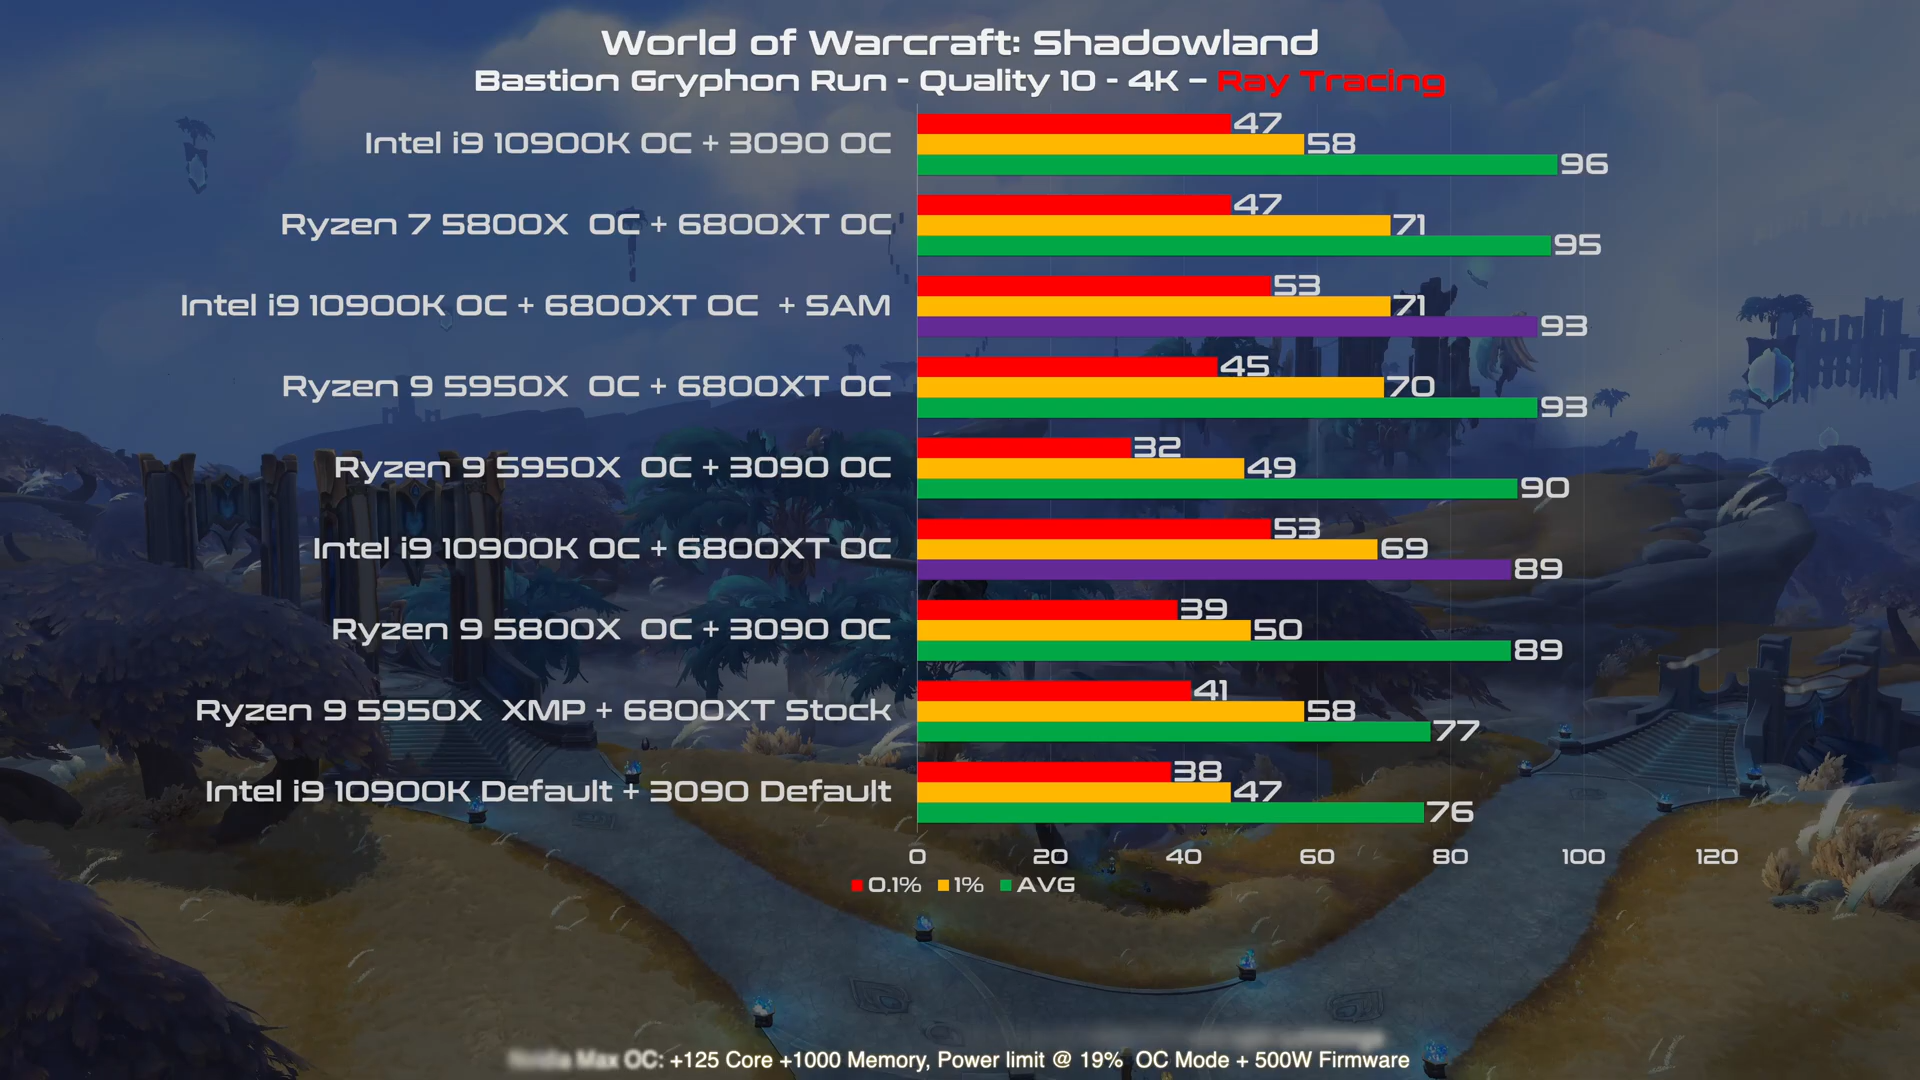 World of Warcraft: Shadowland
Bastion Gryphon Run - Quality 10 - 4K – Ray Tracing
Intel i9 10900K OC + 3090 OC
47
58
96
Ryzen 7 5800X OC + 6800XT OC
47
71
95
Intel i9 10900K OC + 6800XT OC + SAM
53
71
93
Ryzen 9 5950X OC + 6800XT OC
45
70
93
Ryzen 9 5950X OC + 3090 OC
32
49
90
Intel i9 10900K OC + 6800XT OC
53
69
89
Ryzen 9 5800X OC + 3090 OC
39
50
89
Ryzen 9 5950X XMP + 6800XT Stock
41
58
77
Intel i9 10900K Default + 3090 Default
38
47
76
0 20 40 60 80 100 120
0.1% 1% AVG
Max OC: +125 Core +1000 Memory, Power limit @ 19% OC Mode + 500W Firmware